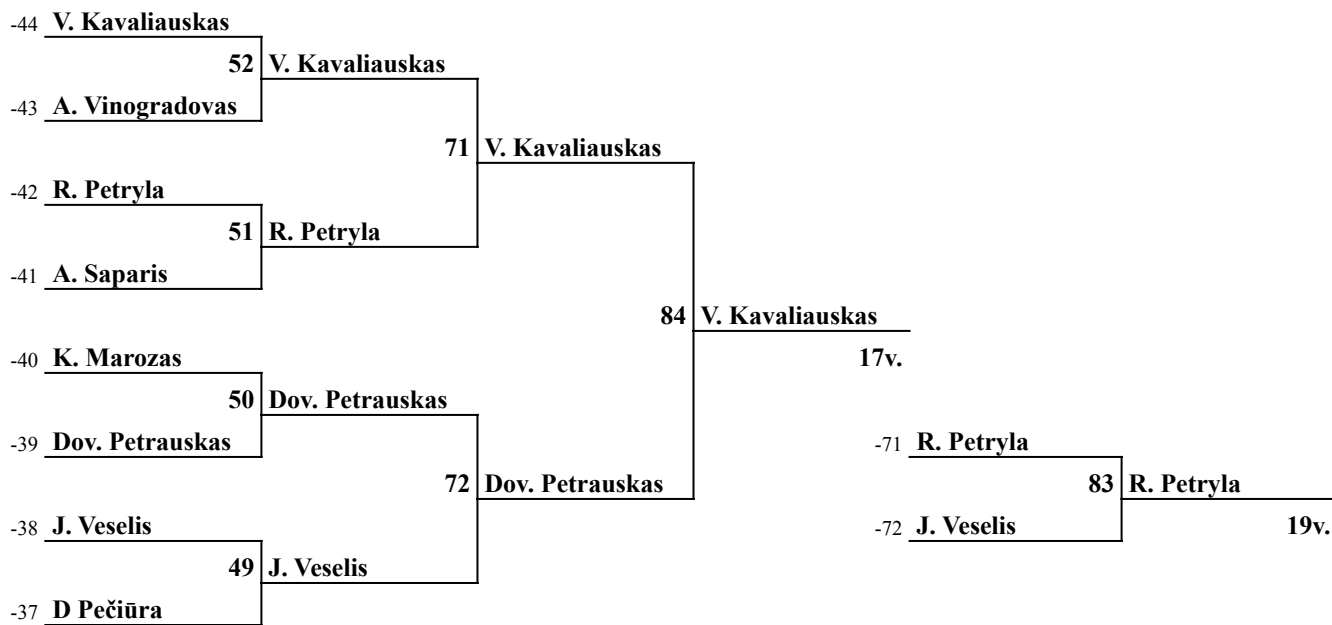 -44 V. Kavaliauskas
52 V. Kavaliauskas
-43 A. Vinogradovas
71 V. Kavaliauskas
-42 R. Petryla
51 R. Petryla
-41 A. Saparis
84 V. Kavaliauskas
17v.
-40 K. Marozas
50 Dov. Petrauskas
-39 Dov. Petrauskas
72 Dov. Petrauskas
-38 J. Veselis
49 J. Veselis
-37 D Pečiūra
-71 R. Petryla
83 R. Petryla
-72 J. Veselis
19v.